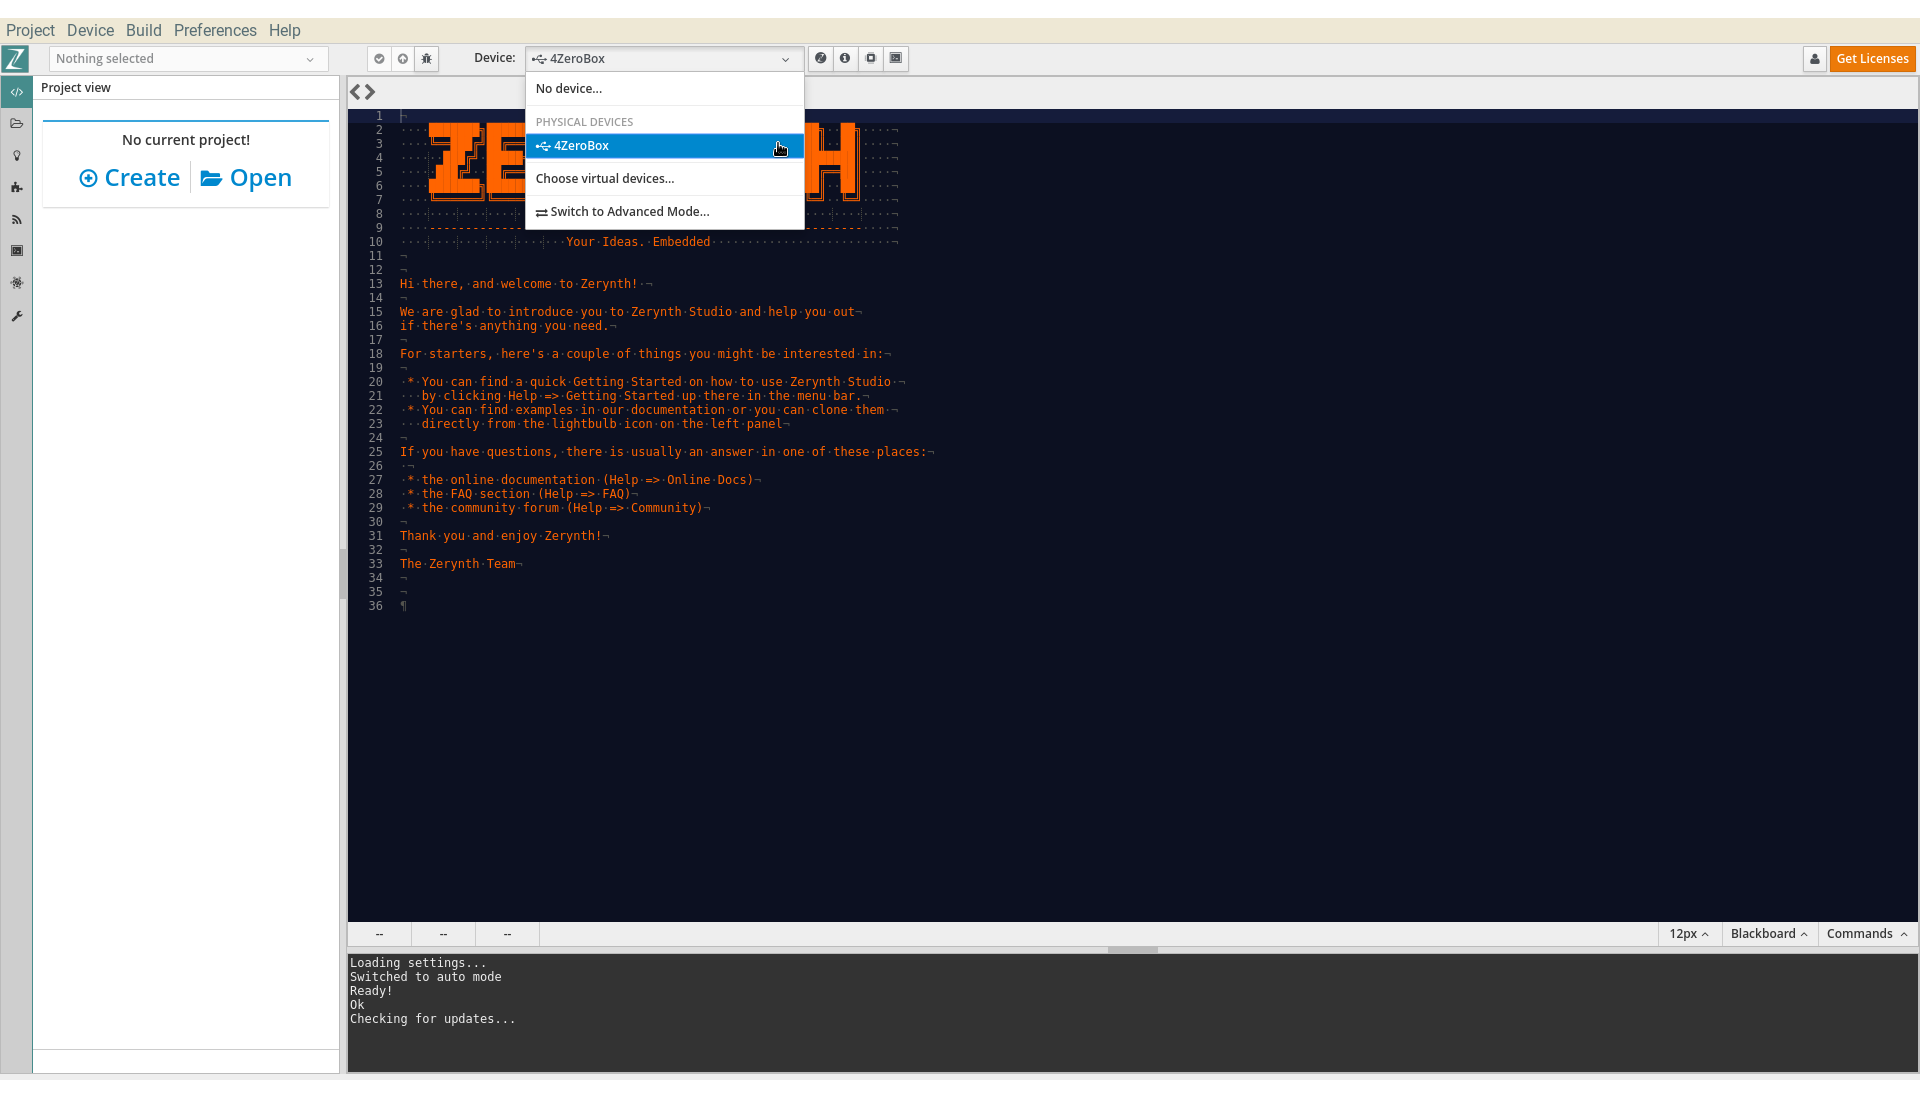 Project Device Build Preferences Help
Nothing selected
Device: 4ZeroBox
Get Licenses
No device...
PHYSICAL DEVICES
4ZeroBox
Choose virtual devices...
Switch to Advanced Mode...
Project view
No current project!
Create Open
1
2
3
4
5
6
7
8
9
10 Your Ideas. Embedded
11
12
13 Hi there, and welcome to Zerynth!
14
15 We are glad to introduce you to Zerynth Studio and help you out
16 if there's anything you need.
17
18 For starters, here's a couple of things you might be interested in:
19
20 * You can find a quick Getting Started on how to use Zerynth Studio
21 by clicking Help => Getting Started up there in the menu bar.
22 * You can find examples in our documentation or you can clone them
23 directly from the lightbulb icon on the left panel
24
25 If you have questions, there is usually an answer in one of these places:
26
27 * the online documentation (Help => Online Docs)
28 * the FAQ section (Help => FAQ)
29 * the community forum (Help => Community)
30
31 Thank you and enjoy Zerynth!
32
33 The Zerynth Team
34
35
36
-- -- --
12px Blackboard Commands
Loading settings...
Switched to auto mode
Ready!
Ok
Checking for updates...